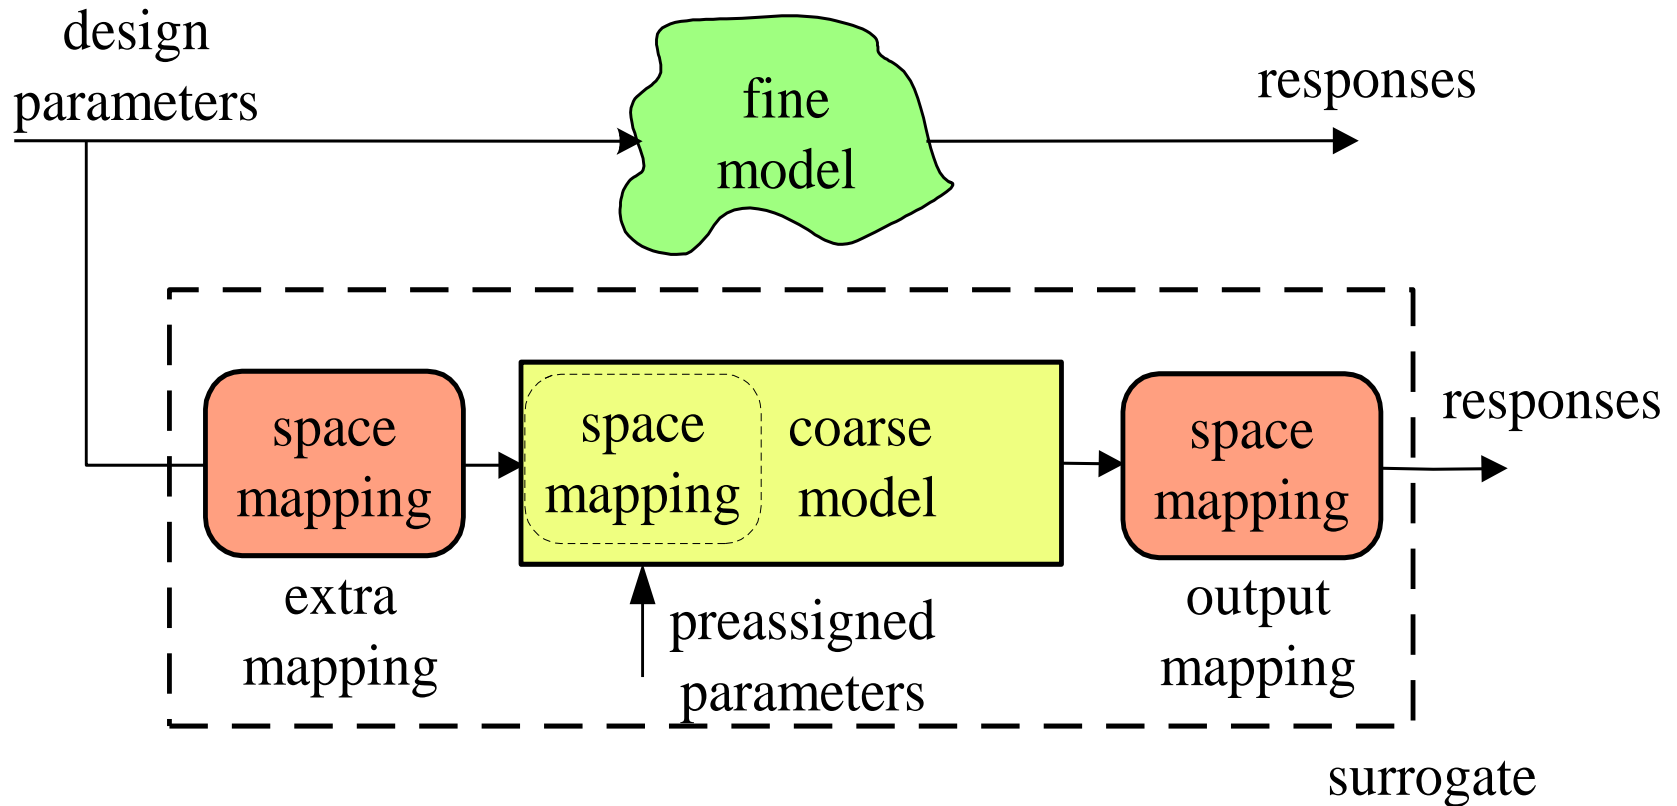 design
parameters
fine
model
responses
space
mapping
extra
mapping
space
mapping
coarse
model
preassigned
parameters
space
mapping
output
mapping
responses
surrogate